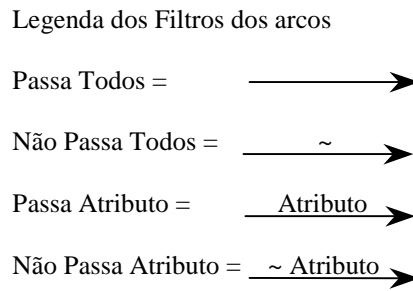 Legenda dos Filtros dos arcos
Passa Todos =
Não Passa Todos = ~
Passa Atributo = Atributo
Não Passa Atributo = ~ Atributo